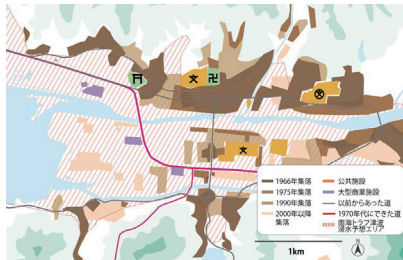 文
卍
文
1966年集落
1975年集落
1990年集落
2000年以降
集落
公共施設
大型商業施設
以前からあった道
1970年代にできた道
南海トラフ津波
浸水予想エリア
1km
N